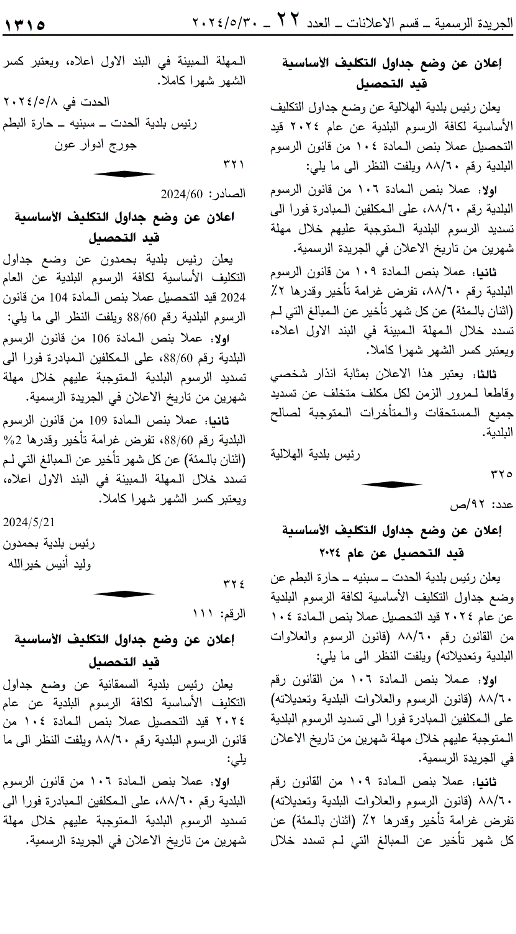 الجريدة الرسمية ــ قسم الاعلانات ــ العدد ٢٢ ــ ٢٠٢٤/٥/٣٠
١٣١٥
إعلان عن وضع جداول التكليف الأساسية
قيد التحصيل
يعلن رئيس بلدية الهلالية عن وضع جداول التكليف
الأساسية لكافة الرسوم البلدية عن عام ٢٠٢٤ قيد
التحصيل عملا بنص المادة ١٠٤ من قانون الرسوم
البلدية رقم ٨٨/٦٠ ويلفت النظر الى ما يلي:
اولا: عملا بنص المادة ١٠٦ من قانون الرسوم
البلدية رقم ٨٨/٦٠، على المكلفين المبادرة فورا الى
تسديد الرسوم البلدية المتوجبة عليهم خلال مهلة
شهرين من تاريخ الاعلان في الجريدة الرسمية.
ثانيا: عملا بنص المادة ١٠٩ من قانون الرسوم
البلدية رقم ٨٨/٦٠، تفرض غرامة تأخير وقدرها ٢٪
(اثنان بالمئة) عن كل شهر تأخير عن المبالغ التي لم
تسدد خلال المهلة المبينة في البند الاول اعلاه،
ويعتبر كسر الشهر شهرا كاملا.
ثالثا: يعتبر هذا الاعلان بمثابة انذار شخصي
وقاطعا لمرور الزمن لكل مكلف متخلف عن تسديد
جميع المستحقات والمتأخرات المتوجبة لصالح
البلدية.
رئيس بلدية الهلالية
٣٢٥
عدد: ٩٢/ص
إعلان عن وضع جداول التكليف الأساسية
قيد التحصيل عن عام ٢٠٢٤
يعلن رئيس بلدية الحدت ــ سبنيه ــ حارة البطم عن
وضع جداول التكليف الأساسية لكافة الرسوم البلدية
عن عام ٢٠٢٤ قيد التحصيل عملا بنص المادة ١٠٤
من القانون رقم ٨٨/٦٠ (قانون الرسوم والعلاوات
البلدية وتعديلاته) ويلفت النظر الى ما يلي:
اولا: عملا بنص المادة ١٠٦ من القانون رقم
٨٨/٦٠ (قانون الرسوم والعلاوات البلدية وتعديلاته)
على المكلفين المبادرة فورا الى تسديد الرسوم البلدية
المتوجبة عليهم خلال مهلة شهرين من تاريخ الاعلان
في الجريدة الرسمية.
ثانيا: عملا بنص المادة ١٠٩ من القانون رقم
٨٨/٦٠ (قانون الرسوم والعلاوات البلدية وتعديلاته)
تفرض غرامة تأخير وقدرها ٢٪ (اثنان بالمئة) عن
كل شهر تأخير عن المبالغ التي لم تسدد خلال
المهلة المبينة في البند الاول اعلاه، ويعتبر كسر
الشهر شهرا كاملا.
الحدت في ٢٠٢٤/٥/٨
رئيس بلدية الحدت ــ سبنيه ــ حارة البطم
جورج ادوار عون
٣٢١
الصادر: 2024/60
اعلان عن وضع جداول التكليف الأساسية
قيد التحصيل
يعلن رئيس بلدية بحمدون عن وضع جداول
التكليف الأساسية لكافة الرسوم البلدية عن العام
2024 قيد التحصيل عملا بنص المادة 104 من قانون
الرسوم البلدية رقم 88/60 ويلفت النظر الى ما يلي:
اولا: عملا بنص المادة 106 من قانون الرسوم
البلدية رقم 88/60، على المكلفين المبادرة فورا الى
تسديد الرسوم البلدية المتوجبة عليهم خلال مهلة
شهرين من تاريخ الاعلان في الجريدة الرسمية.
ثانيا: عملا بنص المادة 109 من قانون الرسوم
البلدية رقم 88/60، تفرض غرامة تأخير وقدرها 2%
(اثنان بالمئة) عن كل شهر تأخير عن المبالغ التي لم
تسدد خلال المهلة المبينة في البند الاول اعلاه،
ويعتبر كسر الشهر شهرا كاملا.
2024/5/21
رئيس بلدية بحمدون
وليد أنيس خيرالله
٣٢٤
الرقم: ١١١
إعلان عن وضع جداول التكليف الأساسية
قيد التحصيل
يعلن رئيس بلدية السمقانية عن وضع جداول
التكليف الأساسية لكافة الرسوم البلدية عن عام
٢٠٢٤ قيد التحصيل عملا بنص المادة ١٠٤ من
قانون الرسوم البلدية رقم ٨٨/٦٠ ويلفت النظر الى ما
يلي:
اولا: عملا بنص المادة ١٠٦ من قانون الرسوم
البلدية رقم ٨٨/٦٠، على المكلفين المبادرة فورا الى
تسديد الرسوم البلدية المتوجبة عليهم خلال مهلة
شهرين من تاريخ الاعلان في الجريدة الرسمية.